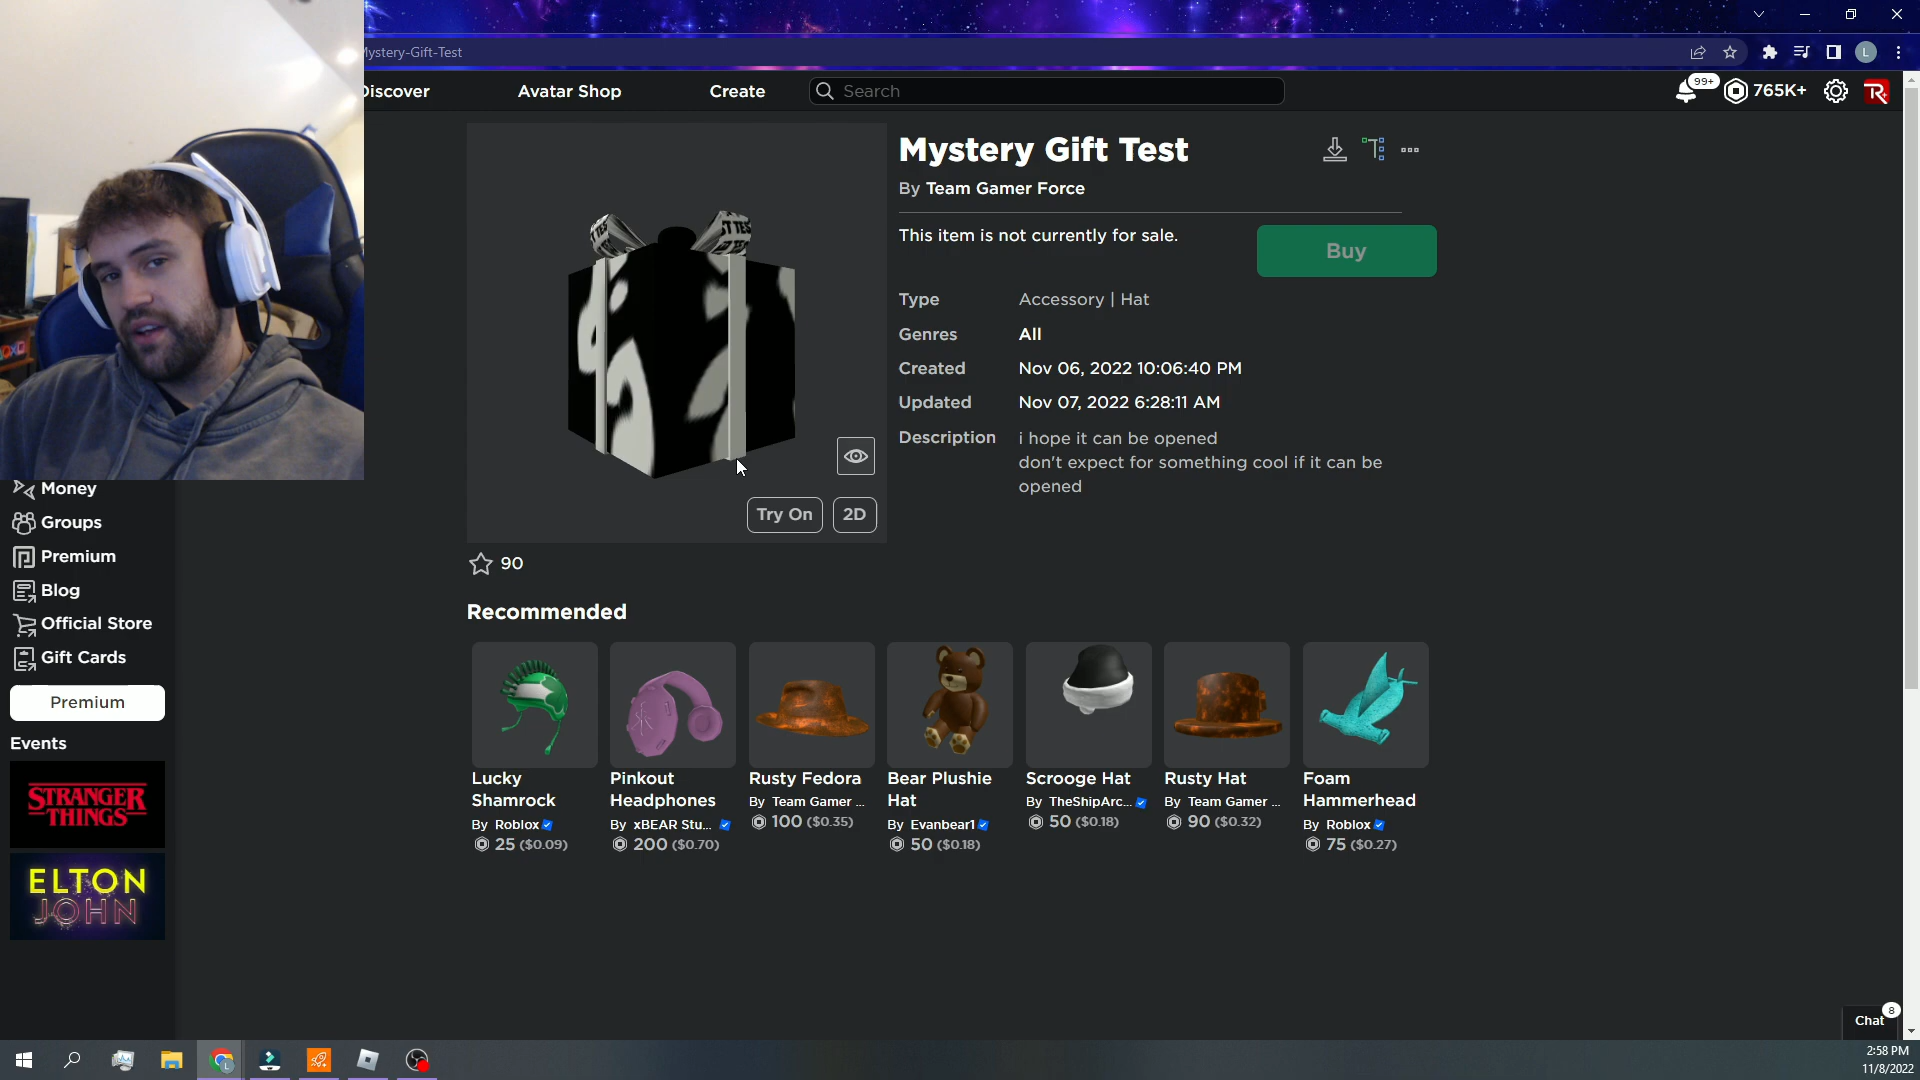 Mystery-Gift-Test
Discover
Avatar Shop
Create
Search
99+
765K+
L
Mystery Gift Test
By Team Gamer Force
This item is not currently for sale.
Buy
Type
Accessory | Hat
Genres
All
Created
Nov 06, 2022 10:06:40 PM
Updated
Nov 07, 2022 6:28:11 AM
Description
i hope it can be opened
don't expect for something cool if it can be
opened
Try On
2D
90
Money
Groups
Premium
Blog
Official Store
Gift Cards
Premium
Events
STRANGER
THINGS
ELTON
JOHN
Recommended
Lucky
Shamrock
By Roblox
25 ($0.09)
Pinkout
Headphones
By xBEAR Stu...
200 ($0.70)
Rusty Fedora
By Team Gamer ...
100 ($0.35)
Bear Plushie
Hat
By Evanbear1
50 ($0.18)
Scrooge Hat
By TheShipArc...
50 ($0.18)
Rusty Hat
By Team Gamer ...
90 ($0.32)
Foam
Hammerhead
By Roblox
75 ($0.27)
Chat
8
2:58 PM
11/8/2022